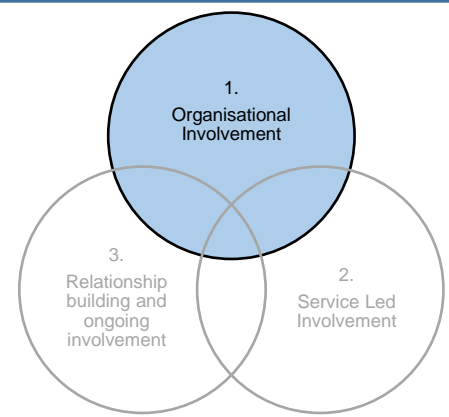 1.
Organisational
Involvement
3.
Relationship
building and
ongoing
involvement
2.
Service Led
Involvement